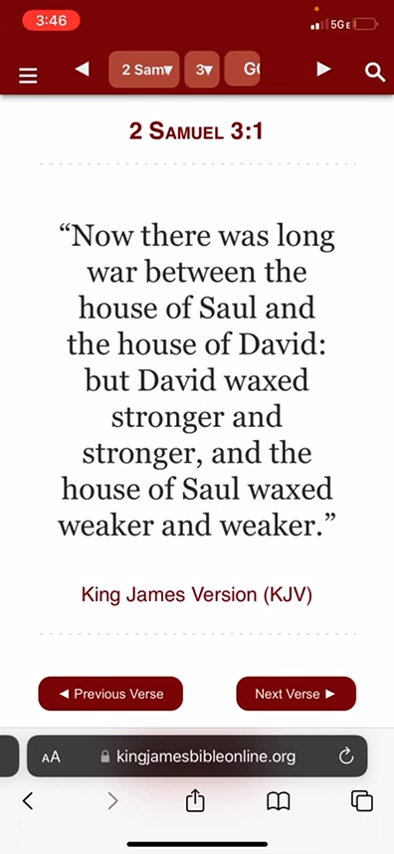 3:46
5GE
2 Sam▾ 3▾ GO
2 SAMUEL 3:1
“Now there was long
war between the
house of Saul and
the house of David:
but David waxed
stronger and
stronger, and the
house of Saul waxed
weaker and weaker.”
King James Version (KJV)
◄ Previous Verse Next Verse ►
AA kingjamesbibleonline.org